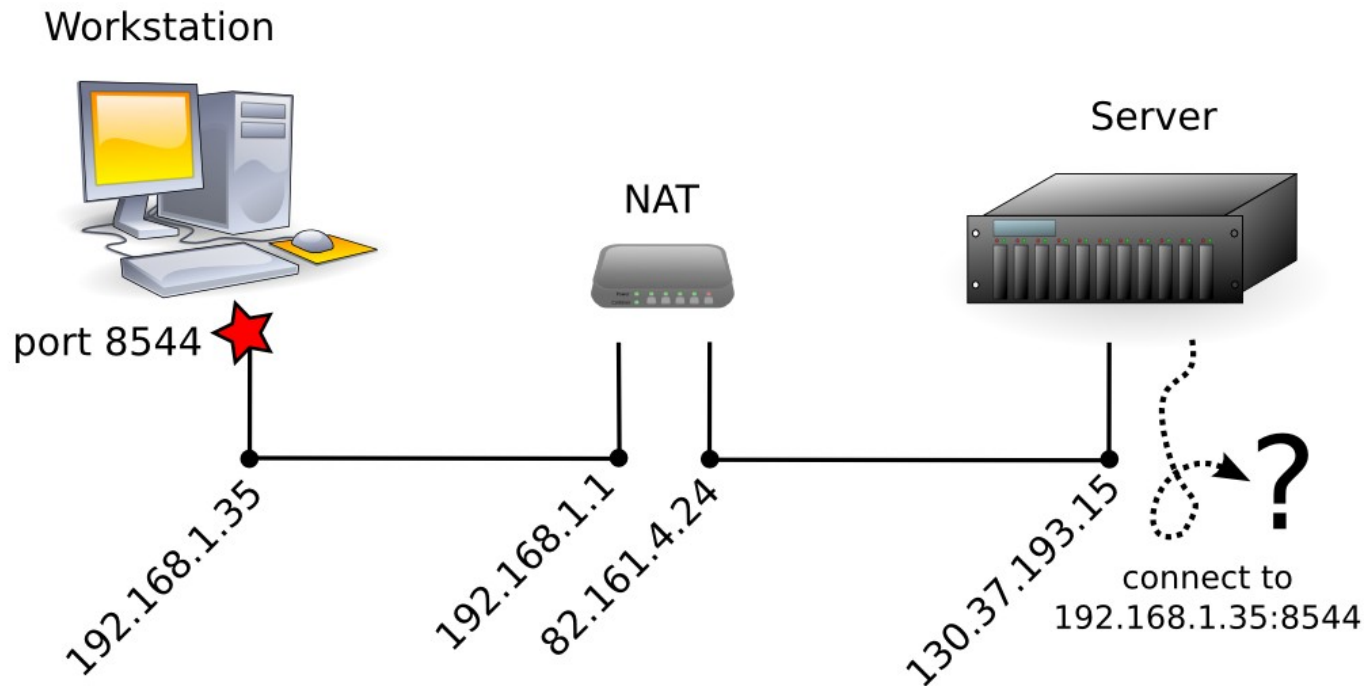 Workstation
Server
NAT
port 8544
192.168.1.35
192.168.1.1
82.161.4.24
130.37.193.15
?
connect to
192.168.1.35:8544